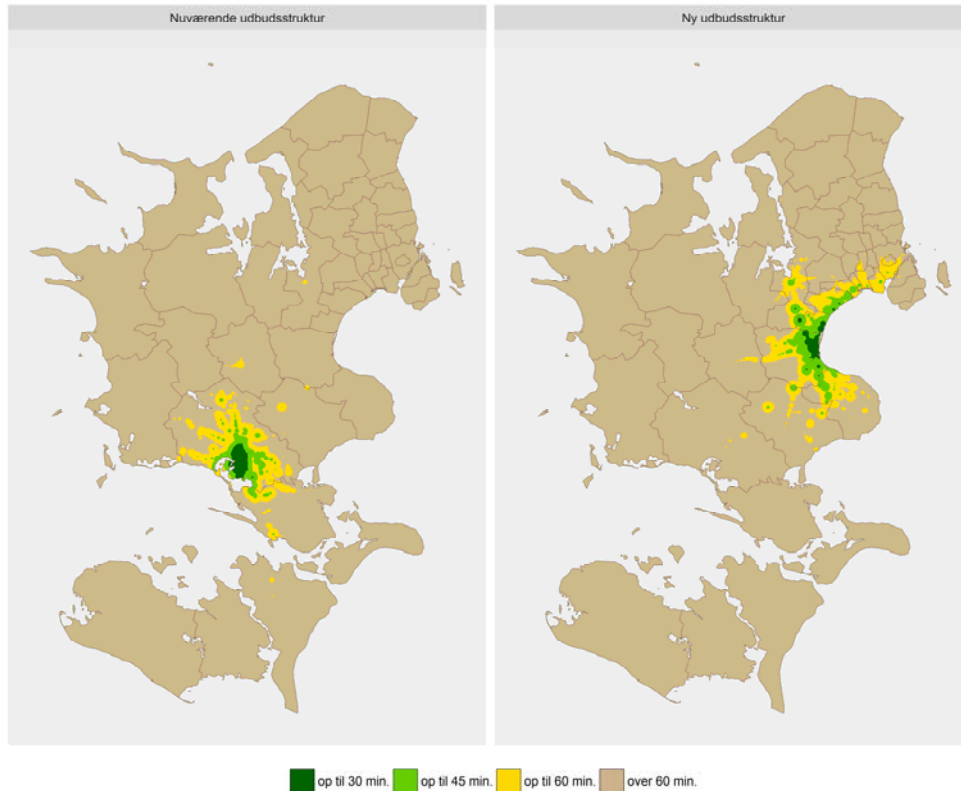 Nuværende udbudsstruktur
Ny udbudsstruktur
op til 30 min. op til 45 min. op til 60 min. over 60 min.